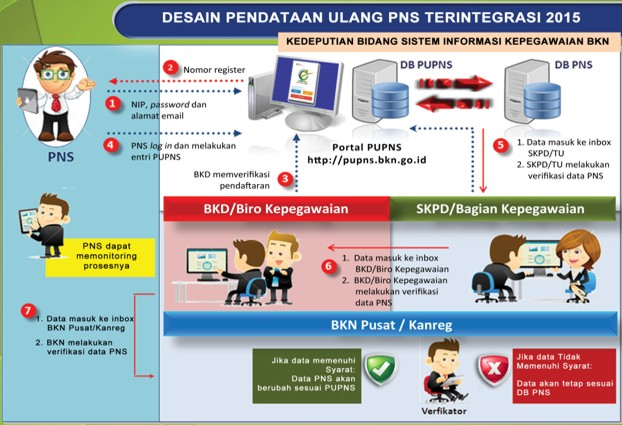 DESAIN PENDATAAN ULANG PNS TERINTEGRASI 2015
KEDEPUTIAN BIDANG SISTEM INFORMASI KEPEGAWAIAN BKN
2 Nomor register
DB PUPNS
DB PNS
1 NIP, password dan
alamat email
4 PNS log in dan melakukan
entri PUPNS
PNS
Portal PUPNS
http://pupns.bkn.go.id
5 1. Data masuk ke inbox
SKPD/TU
2. SKPD/TU melakukan
verifikasi data PNS
BKD memverifikasi
pendaftaran
3
BKD/Biro Kepegawaian
SKPD/Bagian Kepegawaian
PNS dapat
memonitoring
prosesnya
6 1. Data masuk ke inbox
BKD/Biro Kepegawaian
2. BKD/Biro Kepegawaian
melakukan verifikasi
data PNS
7
1. Data masuk ke inbox
BKN Pusat/Kanreg
2. BKN melakukan
verifikasi data PNS
BKN Pusat / Kanreg
Jika data memenuhi
Syarat:
Data PNS akan
berubah sesuai PUPNS
Verfikator
Jika data Tidak
Memenuhi Syarat:
Data akan tetap sesuai
DB PNS